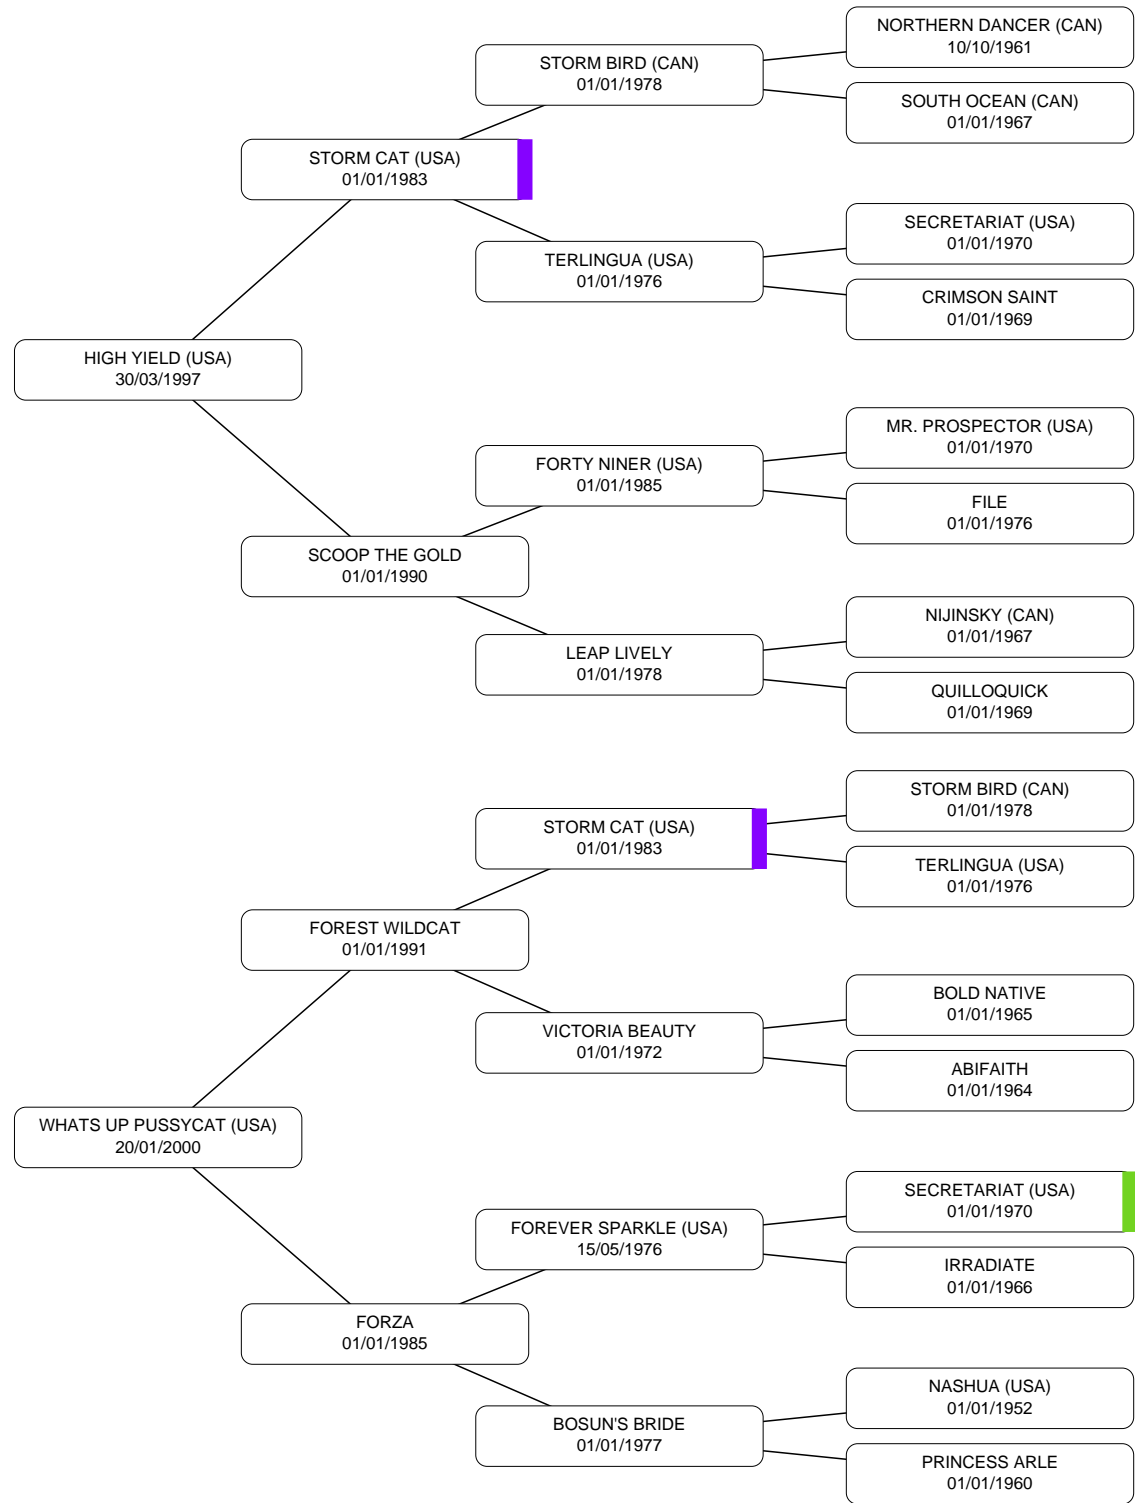 NORTHERN DANCER (CAN)
10/10/1961
STORM BIRD (CAN)
01/01/1978
SOUTH OCEAN (CAN)
01/01/1967
STORM CAT (USA)
01/01/1983
SECRETARIAT (USA)
01/01/1970
TERLINGUA (USA)
01/01/1976
CRIMSON SAINT
01/01/1969
HIGH YIELD (USA)
30/03/1997
MR. PROSPECTOR (USA)
01/01/1970
FORTY NINER (USA)
01/01/1985
FILE
01/01/1976
SCOOP THE GOLD
01/01/1990
NIJINSKY (CAN)
01/01/1967
LEAP LIVELY
01/01/1978
QUILLOQUICK
01/01/1969
STORM BIRD (CAN)
01/01/1978
STORM CAT (USA)
01/01/1983
TERLINGUA (USA)
01/01/1976
FOREST WILDCAT
01/01/1991
BOLD NATIVE
01/01/1965
VICTORIA BEAUTY
01/01/1972
ABIFAITH
01/01/1964
WHATS UP PUSSYCAT (USA)
20/01/2000
SECRETARIAT (USA)
01/01/1970
FOREVER SPARKLE (USA)
15/05/1976
IRRADIATE
01/01/1966
FORZA
01/01/1985
NASHUA (USA)
01/01/1952
BOSUN'S BRIDE
01/01/1977
PRINCESS ARLE
01/01/1960